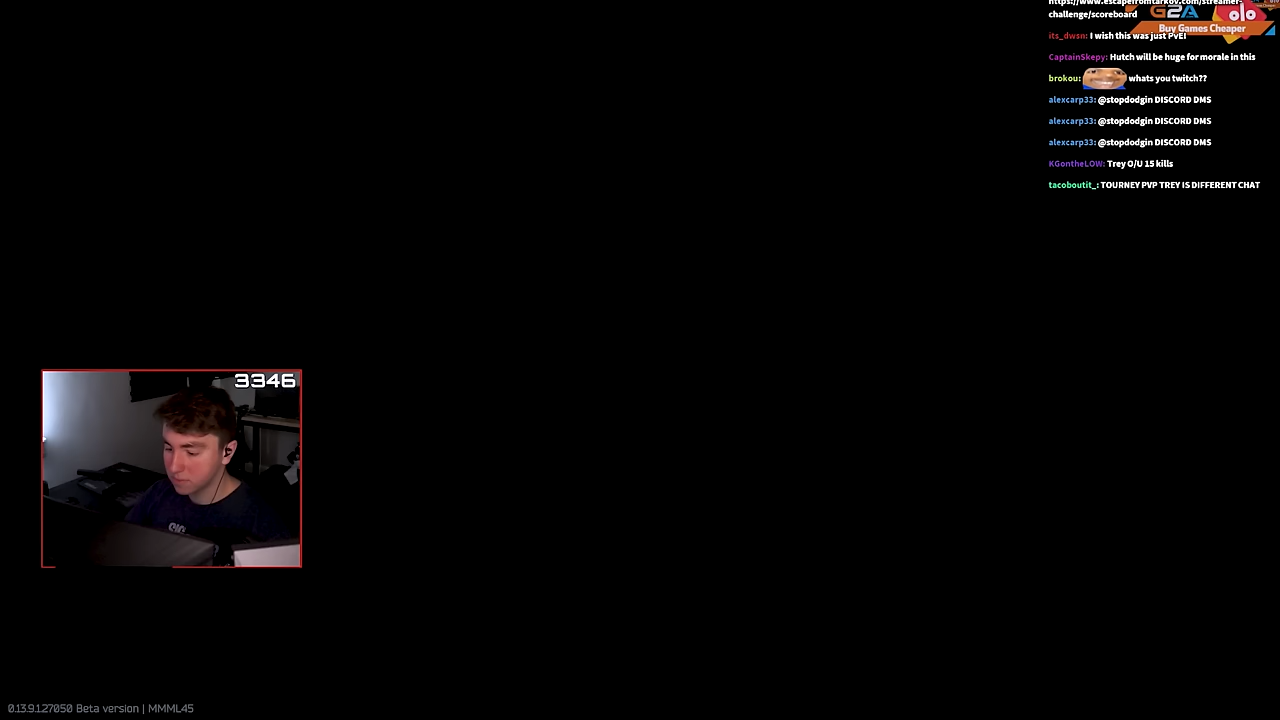 https://www.escapefromtarkov.com/streamer-
challenge/scoreboard
G2A
Buy Games Cheaper
its_dwsn: I wish this was just PvE!
CaptainSkepy: Hutch will be huge for morale in this
brokou: whats you twitch??
alexcarp33: @stopdodgin DISCORD DMS
alexcarp33: @stopdodgin DISCORD DMS
alexcarp33: @stopdodgin DISCORD DMS
KGontheLOW: Trey O/U 15 kills
tacoboutit_: TOURNEY PVP TREY IS DIFFERENT CHAT
3346
0.13.9.1.27050 Beta version | MMML45